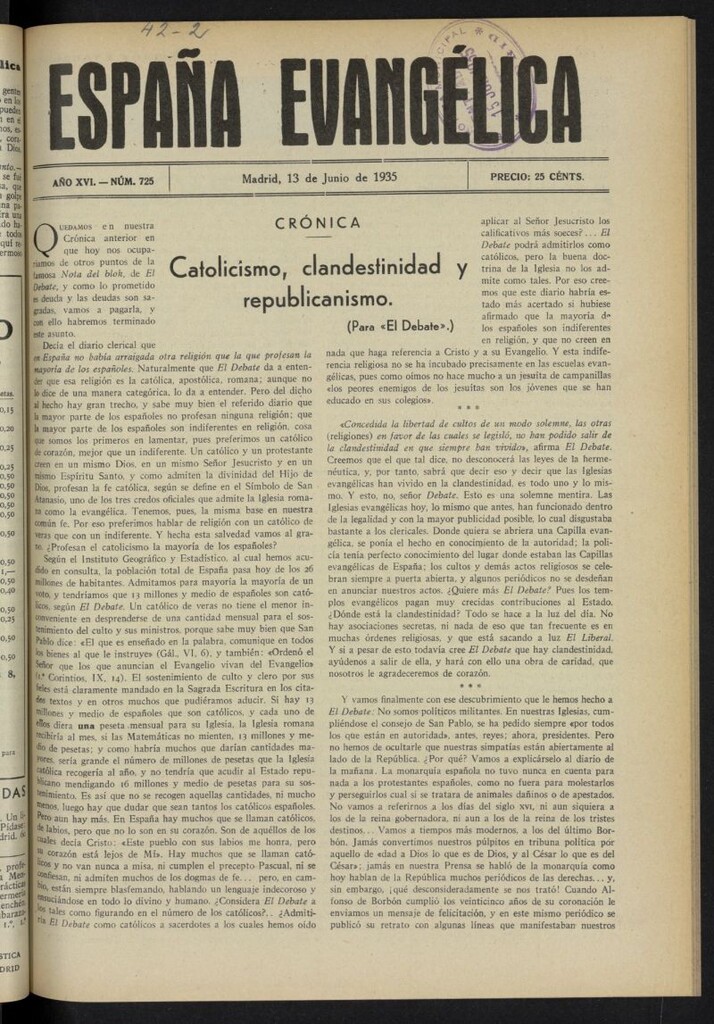 42-2
ESPAÑA EVANGÉLICA
AÑO XVI. — NÚM. 725
Madrid, 13 de Junio de 1935
PRECIO: 25 CÉNTS.
CRÓNICA
Catolicismo, clandestinidad y
republicanismo.
(Para «El Debate».)
QUEDAMOS en nuestra
Crónica anterior en
que hoy nos ocupa-
ríamos de otros puntos de la
famosa Nota del blok, de El
Debate, y como lo prometido
es deuda y las deudas son sa-
gradas, vamos a pagarla, y
con ello habremos terminado
este asunto.
Decía el diario clerical que
en España no había arraigada otra religión que la que profesan la
mayoría de los españoles. Naturalmente que El Debate da a enten-
der que esa religión es la católica, apostólica, romana; aunque no
lo dice de una manera categórica, lo da a entender. Pero del dicho
al hecho hay gran trecho, y sabe muy bien el referido diario que
la mayor parte de los españoles no profesan ninguna religión; que
la mayor parte de los españoles son indiferentes en religión, cosa
que somos los primeros en lamentar, pues preferimos un católico
de corazón, mejor que un indiferente. Un católico y un protestante
creen en un mismo Dios, en un mismo Señor Jesucristo y en un
mismo Espíritu Santo, y como admiten la divinidad del Hijo de
Dios, profesan la fe católica, según se define en el Símbolo de San
Atanasio, uno de los tres credos oficiales que admite la Iglesia roma-
na como la evangélica. Tenemos, pues, la misma base en nuestra
común fe. Por eso preferimos hablar de religión con un católico de
veras que con un indiferente. Y hecha esta salvedad vamos al gra-
no. ¿Profesan el catolicismo la mayoría de los españoles?
Según el Instituto Geográfico y Estadístico, al cual hemos acu-
dido en consulta, la población total de España pasa hoy de los 26
millones de habitantes. Admitamos para mayoría la mayoría de un
voto, y tendríamos que 13 millones y medio de españoles son cató-
licos, según El Debate. Un católico de veras no tiene el menor in-
conveniente en desprenderse de una cantidad mensual para el sos-
tenimiento del culto y sus ministros, porque sabe muy bien que San
Pablo dice: «El que es enseñado en la palabra, comunique en todos
los bienes al que le instruye» (Gál., VI, 6), y también: «Ordenó el
Señor que los que anuncian el Evangelio vivan del Evangelio»
(1.ª Corintios, IX, 14). El sostenimiento de culto y clero por sus
fieles está claramente mandado en la Sagrada Escritura en los cita-
dos textos y en otros muchos que pudiéramos aducir. Si hay 13
millones y medio de españoles que son católicos, y cada uno de
ellos diera una peseta mensual para su Iglesia, la Iglesia romana
recibiría al mes, si las Matemáticas no mienten, 13 millones y me-
dio de pesetas; y como habría muchos que darían cantidades ma-
yores, sería grande el número de millones de pesetas que la Iglesia
católica recogería al año, y no tendría que acudir al Estado repu-
blicano mendigando 16 millones y medio de pesetas para su sos-
tenimiento. Es así que no se recogen aquellas cantidades, ni mucho
menos, luego hay que dudar que sean tantos los católicos españoles.
Pero aun hay más. En España hay muchos que se llaman católicos,
de labios, pero que no lo son en su corazón. Son de aquéllos de los
cuales decía Cristo: «Este pueblo con sus labios me honra, pero
su corazón está lejos de Mí». Hay muchos que se llaman cató-
licos y no van nunca a misa, ni cumplen el precepto Pascual, ni se
confiesan, ni admiten muchos de los dogmas de fe... pero, en cam-
bio, están siempre blasfemando, hablando un lenguaje indecoroso y
ensuciándose en todo lo divino y humano. ¿Considera El Debate a
los tales como figurando en el número de los católicos?.. ¿Admiti-
ría El Debate como católicos a sacerdotes a los cuales hemos oído
aplicar al Señor Jesucristo los
calificativos más soeces?... El
Debate podrá admitirlos como
católicos, pero la buena doc-
trina de la Iglesia no los ad-
mite como tales. Por eso cree-
mos que este diario habría es-
tado más acertado si hubiese
afirmado que la mayoría de
los españoles son indiferentes
en religión, y que no creen en
nada que haga referencia a Cristo y a su Evangelio. Y esta indife-
rencia religiosa no se ha incubado precisamente en las escuelas evan-
gélicas, pues como oímos no hace mucho a un jesuita de campanillas
«los peores enemigos de los jesuitas son los jóvenes que se han
educado en sus colegios».
* * *
«Concedida la libertad de cultos de un modo solemne, las otras
(religiones) en favor de las cuales se legisló, no han podido salir de
la clandestinidad en que siempre han vivido», afirma El Debate.
Creemos que el que tal dice, no desconocerá las leyes de la herme-
néutica, y, por tanto, sabrá que decir eso y decir que las Iglesias
evangélicas han vivido en la clandestinidad, es todo uno y lo mis-
mo. Y esto, no, señor Debate. Esto es una solemne mentira. Las
Iglesias evangélicas hoy, lo mismo que antes, han funcionado dentro
de la legalidad y con la mayor publicidad posible, lo cual disgustaba
bastante a los clericales. Donde quiera se abriera una Capilla evan-
gélica, se ponía el hecho en conocimiento de la autoridad; la poli-
cía tenía perfecto conocimiento del lugar donde estaban las Capillas
evangélicas de España; los cultos y demás actos religiosos se cele-
bran siempre a puerta abierta, y algunos periódicos no se desdeñan
en anunciar nuestros actos. ¿Quiere más El Debate? Pues los tem-
plos evangélicos pagan muy crecidas contribuciones al Estado.
¿Dónde está la clandestinidad? Todo se hace a la luz del día. No
hay asociaciones secretas, ni nada de eso que tan frecuente es en
muchas órdenes religiosas, y que está sacando a luz El Liberal.
Y si a pesar de esto todavía cree El Debate que hay clandestinidad,
ayúdenos a salir de ella, y hará con ello una obra de caridad, que
nosotros le agradeceremos de corazón.
* * *
Y vamos finalmente con ese descubrimiento que le hemos hecho a
El Debate: No somos políticos militantes. En nuestras Iglesias, cum-
pliéndose el consejo de San Pablo, se ha pedido siempre «por todos
los que están en autoridad», antes, reyes; ahora, presidentes. Pero
no hemos de ocultarle que nuestras simpatías están abiertamente al
lado de la República. ¿Por qué? Vamos a explicárselo al diario de
la mañana. La monarquía española no tuvo nunca en cuenta para
nada a los protestantes españoles, como no fuera para molestarlos
y perseguirlos cual si se tratara de animales dañinos o de apestados.
No vamos a referirnos a los días del siglo XVI, ni aun siquiera a
los de la reina gobernadora, ni aun a los de la reina de los tristes
destinos... Vamos a tiempos más modernos, a los del último Bor-
bón. Jamás convertimos nuestros púlpitos en tribuna política por
aquello de «dad a Dios lo que es de Dios, y al César lo que es del
César»; jamás en nuestra Prensa se habló de la monarquía como
hoy hablan de la República muchos periódicos de las derechas... y,
sin embargo, ¡qué desconsideradamente se nos trató! Cuando Al-
fonso de Borbón cumplió los veinticinco años de su coronación le
enviamos un mensaje de felicitación, y en este mismo periódico se
publicó su retrato con algunas líneas que manifestaban nuestros